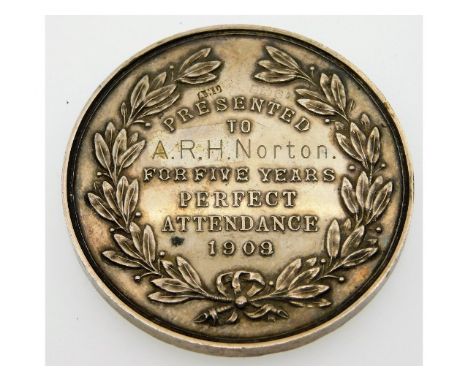 PRESENTED
TO
A.R.H.Norton.
FOR FIVE YEARS
PERFECT
ATTENDANCE
1909